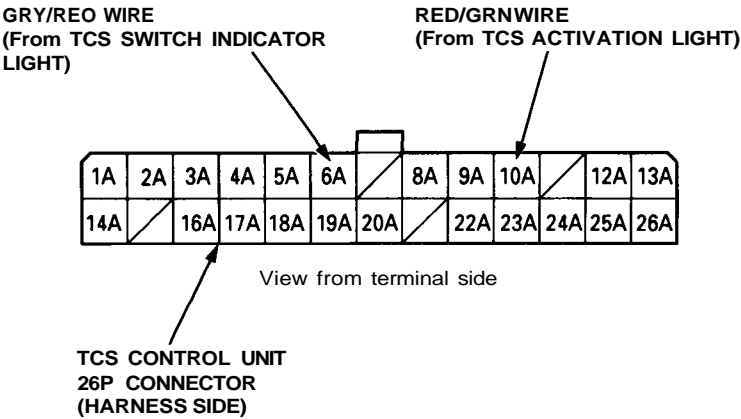 GRY/REO WIRE
(From TCS SWITCH INDICATOR
LIGHT)
RED/GRNWIRE
(From TCS ACTIVATION LIGHT)
1A 2A 3A 4A 5A 6A 8A 9A 10A 12A 13A
14A 16A 17A 18A 19A 20A 22A 23A 24A 25A 26A
View from terminal side
TCS CONTROL UNIT
26P CONNECTOR
(HARNESS SIDE)